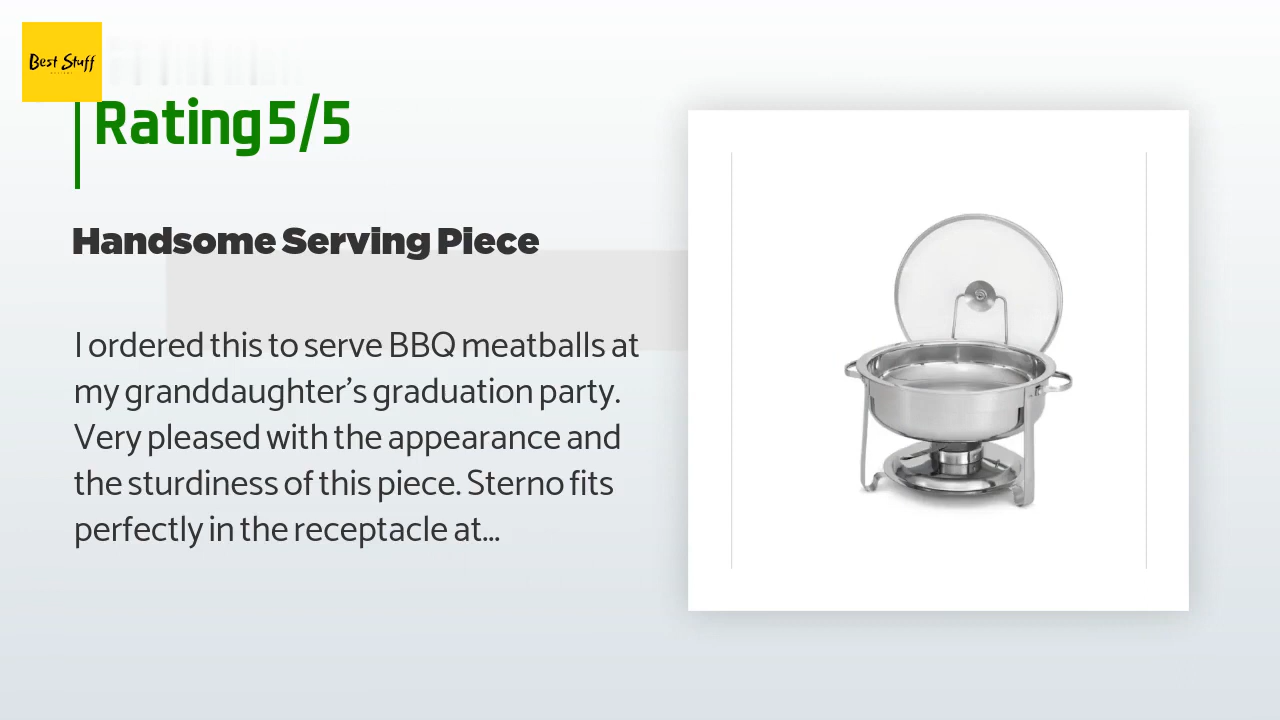 Best Stuff
Rating 5/5
Handsome Serving Piece
I ordered this to serve BBQ meatballs at
my granddaughter’s graduation party.
Very pleased with the appearance and
the sturdiness of this piece. Sterno fits
perfectly in the receptacle at...